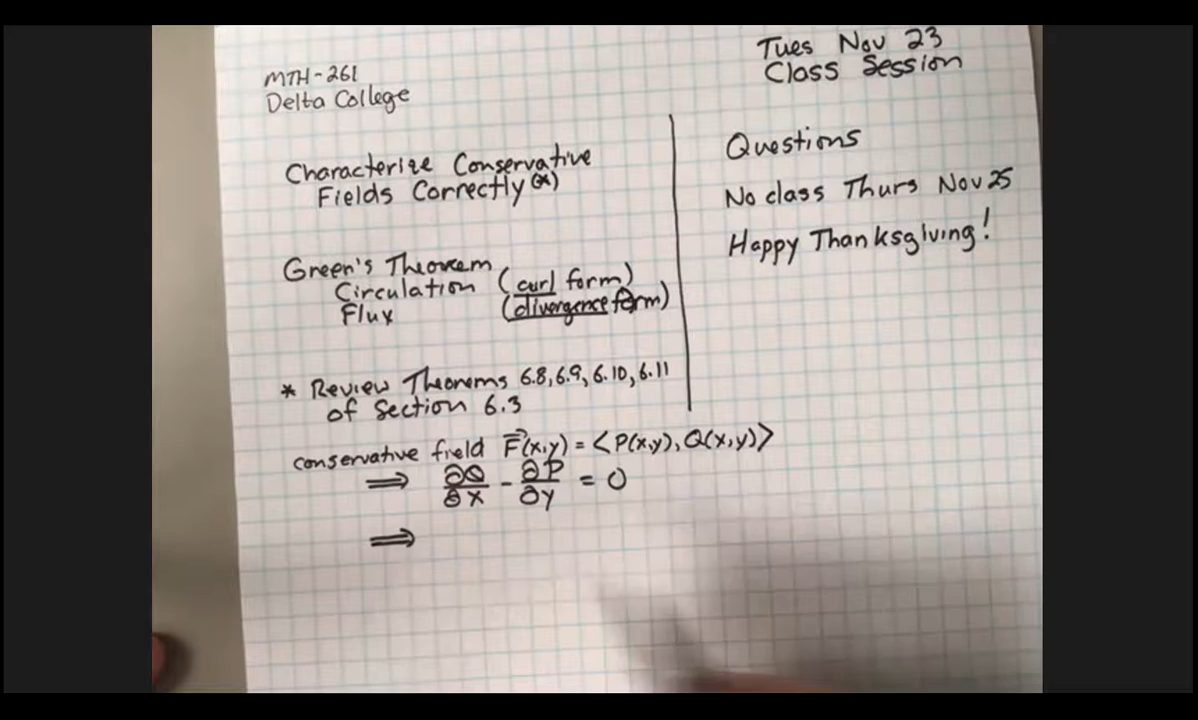 MTH-261
Delta College
Tues Nov 23
Class Session
Characterize Conservative
Fields Correctly (*)
Green's Theorem
Circulation (curl form)
Flux (divergence form)
Questions
No class Thurs Nov 25
Happy Thanksgiving!
* Review Theorems 6.8, 6.9, 6.10, 6.11
of Section 6.3
conservative field F⃗(x,y) = ⟨P(x,y), Q(x,y)⟩
⟹ ∂Q/∂x - ∂P/∂y = 0
⟹